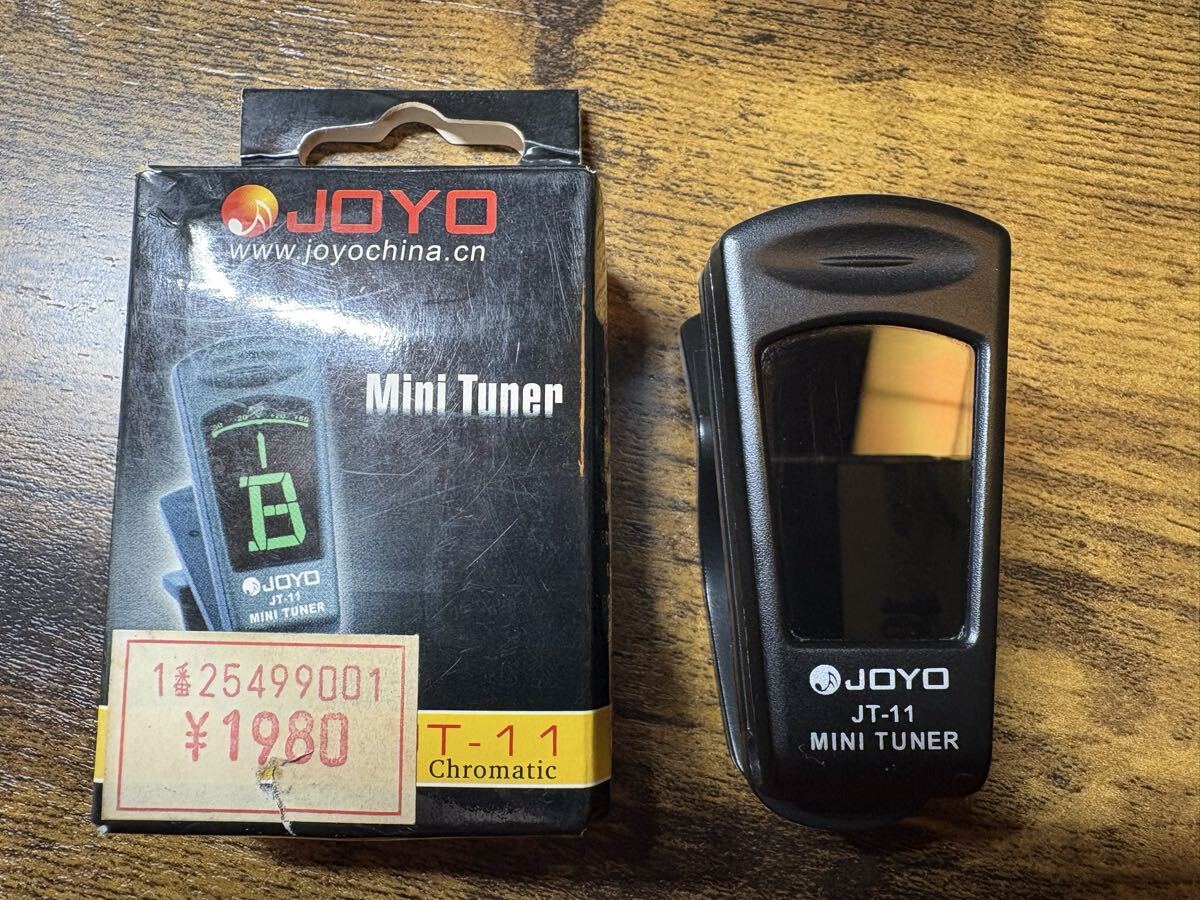 JOYO
www.joyochina.cn
Mini Tuner
B
JOYO
JT-11
MINI TUNER
1番25499001
¥1980
T-11
Chromatic
JOYO
JT-11
MINI TUNER